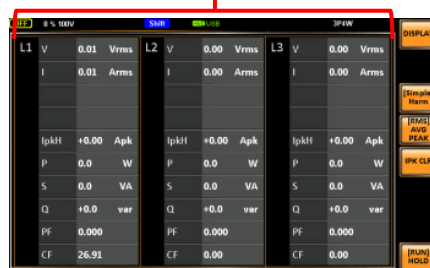 OFF 0 % 100V Shift USB 3P4W
DISPLAY
L1 V 0.01 Vrms L2 V 0.00 Vrms L3 V 0.00 Vrms
I 0.01 Arms I 0.00 Arms I 0.00 Arms
[Simple]
Harm
[RMS]
AVG
PEAK
IpkH +0.00 Apk IpkH +0.00 Apk IpkH +0.00 Apk
P 0.0 W P 0.0 W P 0.0 W
IPK CLR
S 0.0 VA S 0.0 VA S 0.0 VA
Q +0.0 var Q +0.0 var Q +0.0 var
PF 0.000 PF 0.000 PF 0.000
CF 26.91 CF 0.00 CF 0.00
[RUN]
HOLD